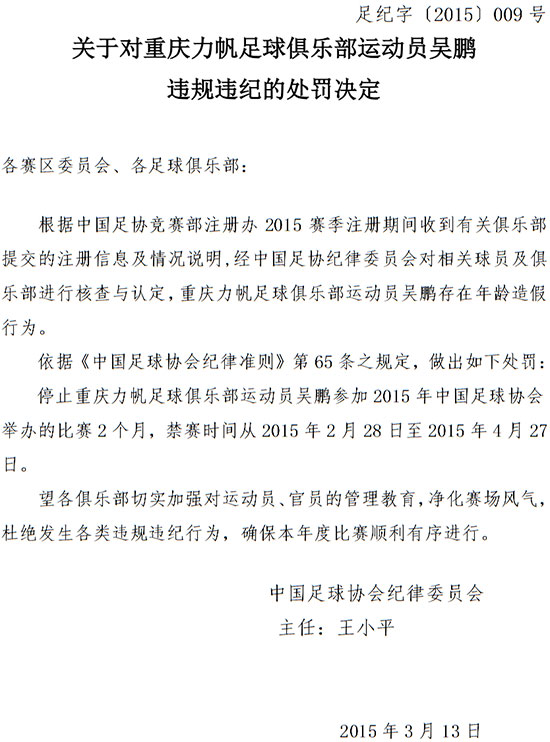 足纪字〔2015〕009 号
关于对重庆力帆足球俱乐部运动员吴鹏
违规违纪的处罚决定
各赛区委员会、各足球俱乐部：
根据中国足协竞赛部注册办 2015 赛季注册期间收到有关俱乐部
提交的注册信息及情况说明,经中国足协纪律委员会对相关球员及俱
乐部进行核查与认定,重庆力帆足球俱乐部运动员吴鹏存在年龄造假
行为。
依据《中国足球协会纪律准则》第 65 条之规定，做出如下处罚：
停止重庆力帆足球俱乐部运动员吴鹏参加 2015 年中国足球协会
举办的比赛 2 个月，禁赛时间从 2015 年 2 月 28 日至 2015 年 4 月 27
日。
望各俱乐部切实加强对运动员、官员的管理教育,净化赛场风气,
杜绝发生各类违规违纪行为，确保本年度比赛顺利有序进行。
中国足球协会纪律委员会
主任：王小平
2015 年 3 月 13 日